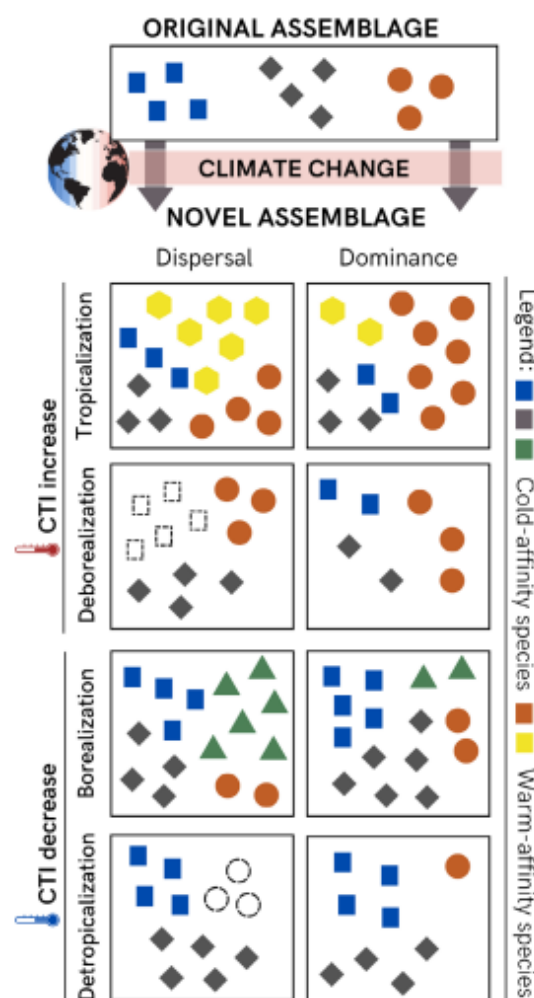 ORIGINAL ASSEMBLAGE
CLIMATE CHANGE
NOVEL ASSEMBLAGE
Dispersal
Dominance
CTI increase
Tropicalization
Deborealization
CTI decrease
Borealization
Detropicalization
Legend: Cold-affinity species Warm-affinity species